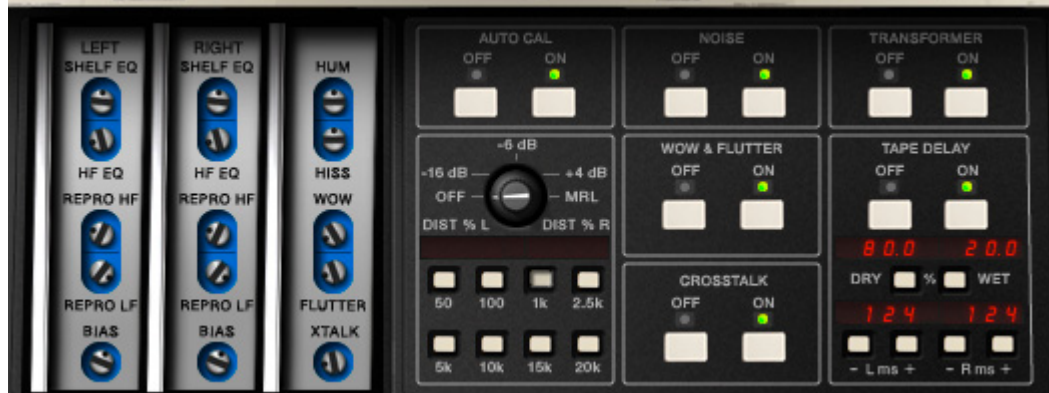 LEFT
SHELF EQ
HF EQ
REPRO HF
REPRO LF
BIAS
RIGHT
SHELF EQ
HF EQ
REPRO HF
REPRO LF
BIAS
HUM
HISS
WOW
FLUTTER
XTALK
AUTO CAL
OFF ON
-6 dB
-16 dB +4 dB
OFF MRL
DIST % L DIST % R
50 100 1k 2.5k
5k 10k 15k 20k
NOISE
OFF ON
WOW & FLUTTER
OFF ON
CROSSTALK
OFF ON
TRANSFORMER
OFF ON
TAPE DELAY
OFF ON
80.0 20.0
DRY % WET
124 124
- L ms + - R ms +